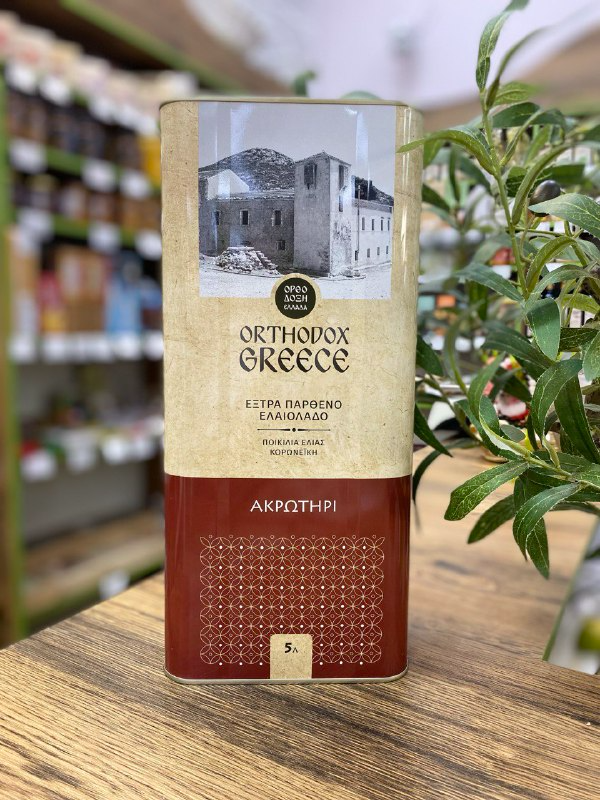 ΟΡΘΟ
ΔΟΞΗ
ΕΛΛΑΔΑ
ORTHODOX
GREECE
ΕΞΤΡΑ ΠΑΡΘΕΝΟ
ΕΛΑΙΟΛΑΔΟ
ΠΟΙΚΙΛΙΑ ΕΛΙΑΣ
ΚΟΡΩΝΕΪΚΗ
ΑΚΡΩΤΗΡΙ
5Λ